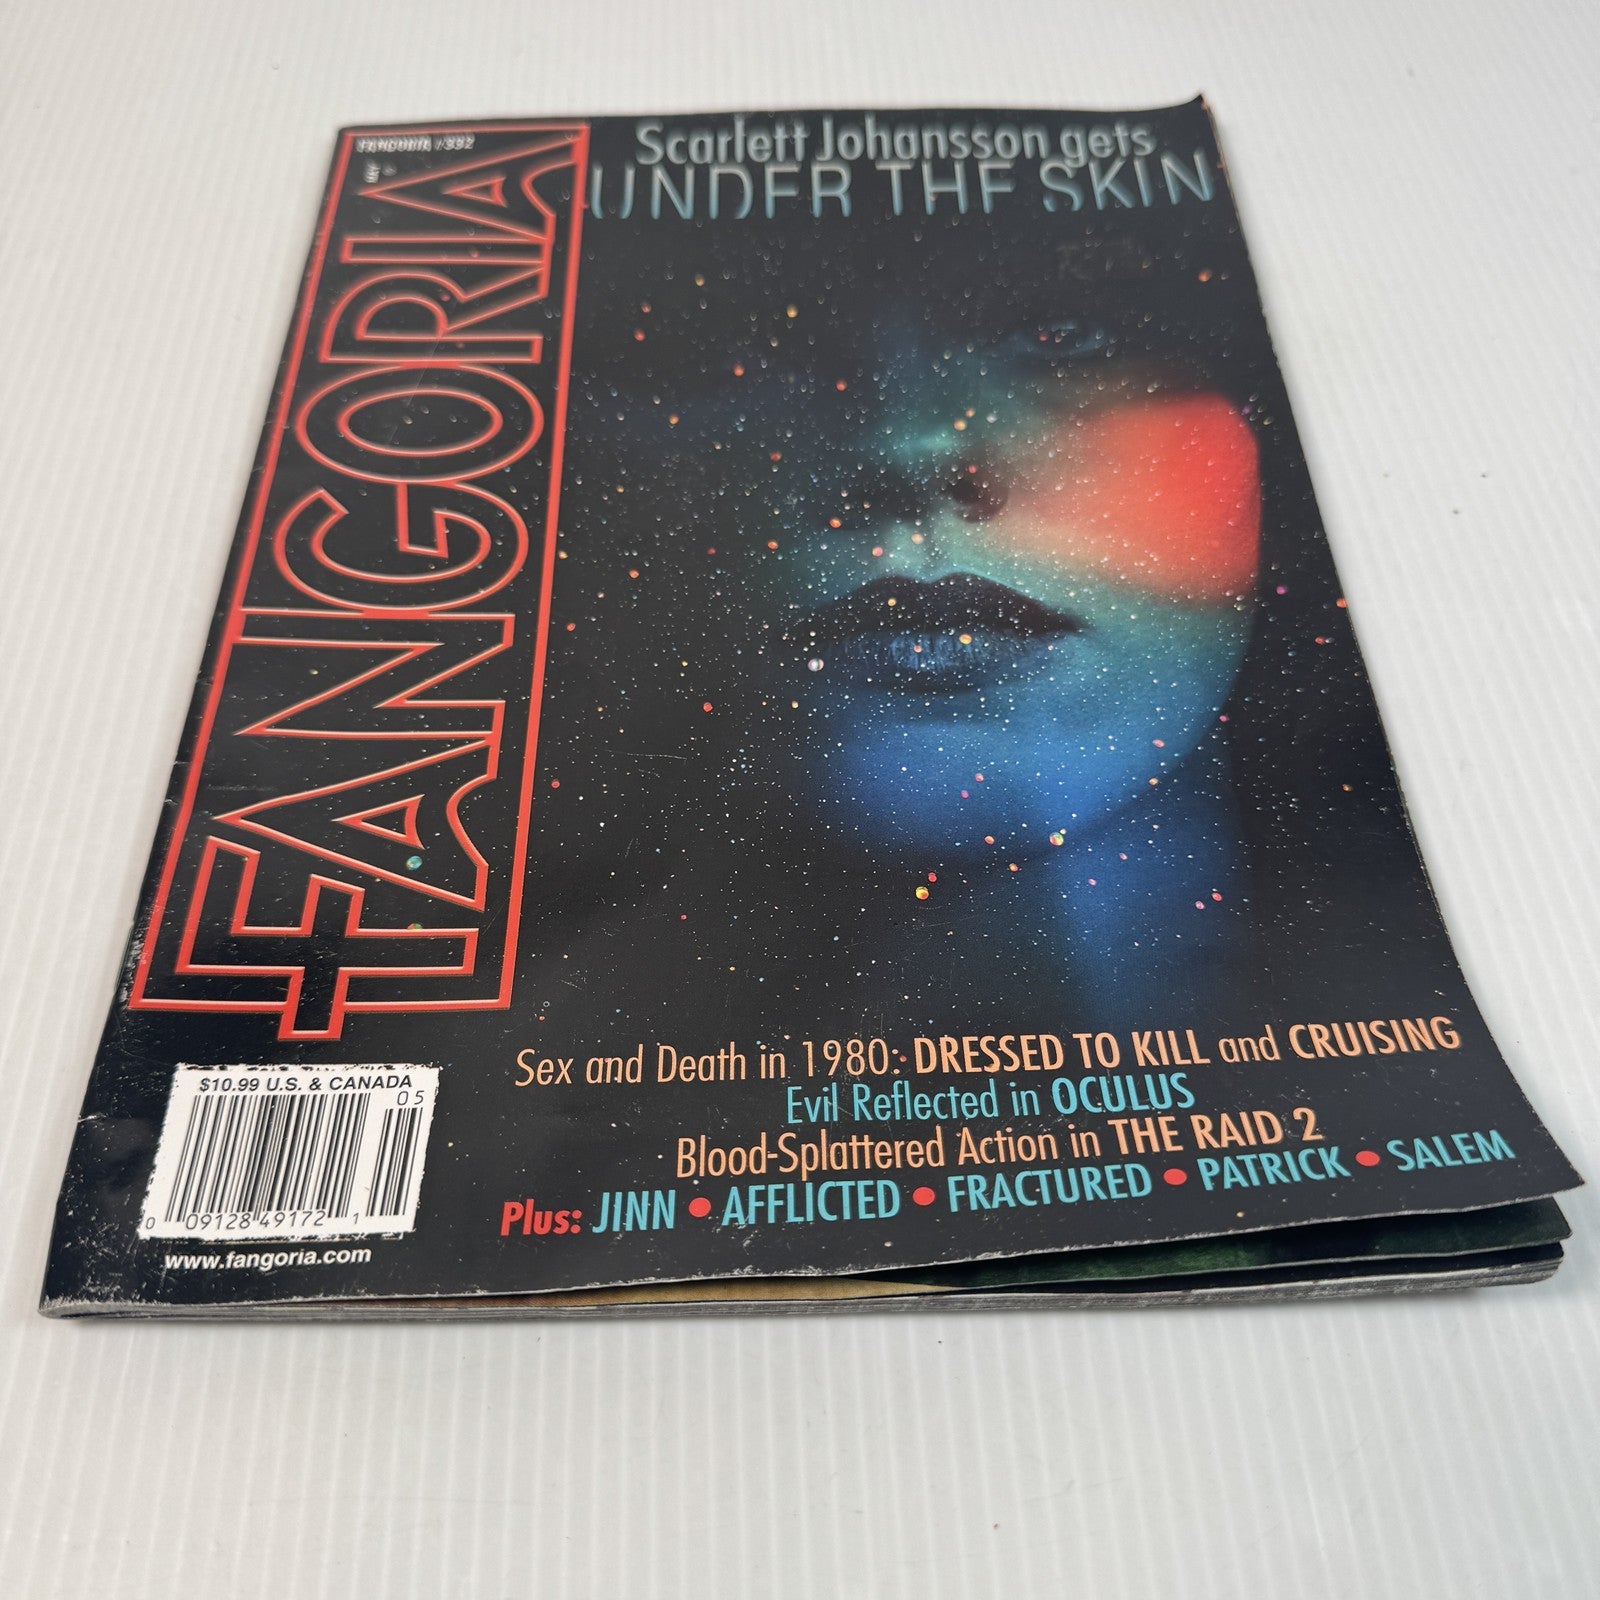 FANGORIA #332
MAY
FANGORIA
Scarlett Johansson gets
UNDER THE SKIN
Sex and Death in 1980: DRESSED TO KILL and CRUISING
Evil Reflected in OCULUS
Blood-Splattered Action in THE RAID 2
Plus: JINN • AFFLICTED • FRACTURED • PATRICK • SALEM
$10.99 U.S. & CANADA
05
0 09128 49172 1
www.fangoria.com